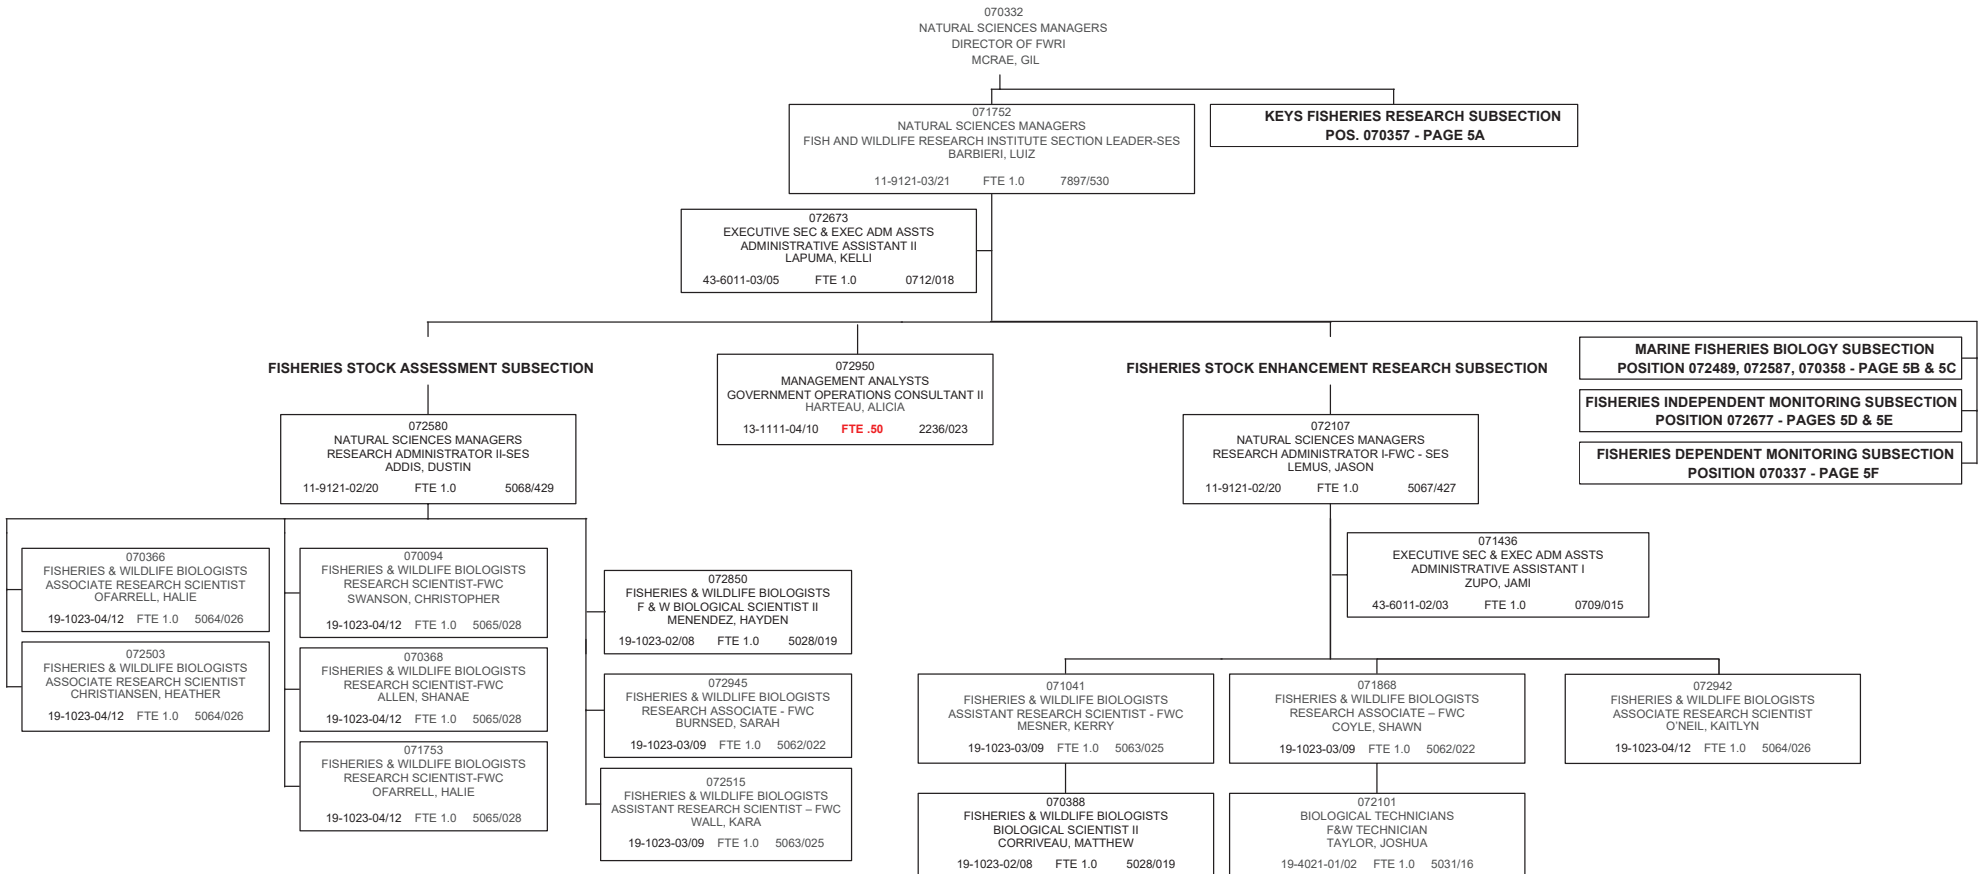 070332
NATURAL SCIENCES MANAGERS
DIRECTOR OF FWRI
MCRAE, GIL
071752
NATURAL SCIENCES MANAGERS
FISH AND WILDLIFE RESEARCH INSTITUTE SECTION LEADER-SES
BARBIERI, LUIZ
11-9121-03/21 FTE 1.0 7897/530
KEYS FISHERIES RESEARCH SUBSECTION
POS. 070357 - PAGE 5A
072673
EXECUTIVE SEC & EXEC ADM ASSTS
ADMINISTRATIVE ASSISTANT II
LAPUMA, KELLI
43-6011-03/05 FTE 1.0 0712/018
FISHERIES STOCK ASSESSMENT SUBSECTION
072950
MANAGEMENT ANALYSTS
GOVERNMENT OPERATIONS CONSULTANT II
HARTEAU, ALICIA
13-1111-04/10 FTE .50 2236/023
FISHERIES STOCK ENHANCEMENT RESEARCH SUBSECTION
MARINE FISHERIES BIOLOGY SUBSECTION
POSITION 072489, 072587, 070358 - PAGE 5B & 5C
FISHERIES INDEPENDENT MONITORING SUBSECTION
POSITION 072677 - PAGES 5D & 5E
FISHERIES DEPENDENT MONITORING SUBSECTION
POSITION 070337 - PAGE 5F
072580
NATURAL SCIENCES MANAGERS
RESEARCH ADMINISTRATOR II-SES
ADDIS, DUSTIN
11-9121-02/20 FTE 1.0 5068/429
072107
NATURAL SCIENCES MANAGERS
RESEARCH ADMINISTRATOR I-FWC - SES
LEMUS, JASON
11-9121-02/20 FTE 1.0 5067/427
070366
FISHERIES & WILDLIFE BIOLOGISTS
ASSOCIATE RESEARCH SCIENTIST
OFARRELL, HALIE
19-1023-04/12 FTE 1.0 5064/026
072503
FISHERIES & WILDLIFE BIOLOGISTS
ASSOCIATE RESEARCH SCIENTIST
CHRISTIANSEN, HEATHER
19-1023-04/12 FTE 1.0 5064/026
070094
FISHERIES & WILDLIFE BIOLOGISTS
RESEARCH SCIENTIST-FWC
SWANSON, CHRISTOPHER
19-1023-04/12 FTE 1.0 5065/028
070368
FISHERIES & WILDLIFE BIOLOGISTS
RESEARCH SCIENTIST-FWC
ALLEN, SHANAE
19-1023-04/12 FTE 1.0 5065/028
071753
FISHERIES & WILDLIFE BIOLOGISTS
RESEARCH SCIENTIST-FWC
OFARRELL, HALIE
19-1023-04/12 FTE 1.0 5065/028
072850
FISHERIES & WILDLIFE BIOLOGISTS
F & W BIOLOGICAL SCIENTIST II
MENENDEZ, HAYDEN
19-1023-02/08 FTE 1.0 5028/019
072945
FISHERIES & WILDLIFE BIOLOGISTS
RESEARCH ASSOCIATE - FWC
BURNSED, SARAH
19-1023-03/09 FTE 1.0 5062/022
072515
FISHERIES & WILDLIFE BIOLOGISTS
ASSISTANT RESEARCH SCIENTIST – FWC
WALL, KARA
19-1023-03/09 FTE 1.0 5063/025
071436
EXECUTIVE SEC & EXEC ADM ASSTS
ADMINISTRATIVE ASSISTANT I
ZUPO, JAMI
43-6011-02/03 FTE 1.0 0709/015
071041
FISHERIES & WILDLIFE BIOLOGISTS
ASSISTANT RESEARCH SCIENTIST - FWC
MESNER, KERRY
19-1023-03/09 FTE 1.0 5063/025
071868
FISHERIES & WILDLIFE BIOLOGISTS
RESEARCH ASSOCIATE – FWC
COYLE, SHAWN
19-1023-03/09 FTE 1.0 5062/022
072942
FISHERIES & WILDLIFE BIOLOGISTS
ASSOCIATE RESEARCH SCIENTIST
O'NEIL, KAITLYN
19-1023-04/12 FTE 1.0 5064/026
070388
FISHERIES & WILDLIFE BIOLOGISTS
BIOLOGICAL SCIENTIST II
CORRIVEAU, MATTHEW
19-1023-02/08 FTE 1.0 5028/019
072101
BIOLOGICAL TECHNICIANS
F&W TECHNICIAN
TAYLOR, JOSHUA
19-4021-01/02 FTE 1.0 5031/16